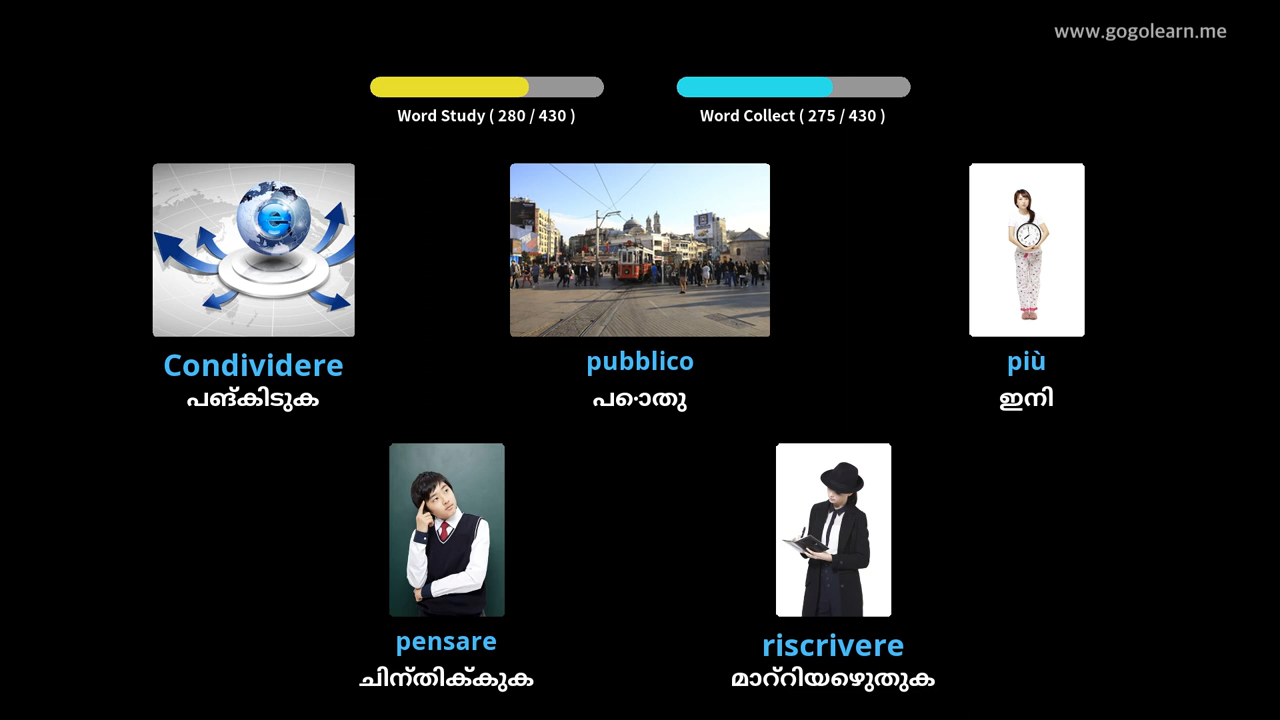 www.gogolearn.me
Word Study ( 280 / 430 )
Word Collect ( 275 / 430 )
Condividere
pubblico
più
പങ്കിടുക
പൊതു
ഇനി
pensare
riscrivere
ചിന്തിക്കുക
മാറ്റിയെഴുതുക